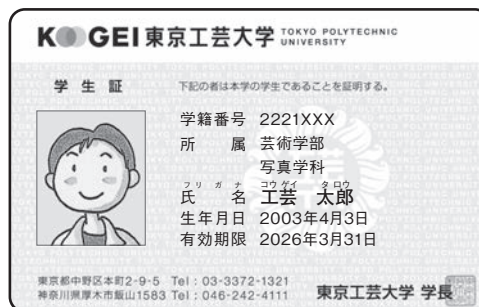 KOGEI 東京工芸大学 TOKYO POLYTECHNIC UNIVERSITY
学生証
下記の者は本学の学生であることを証明する。
学籍番号 2221XXX
所属 芸術学部
写真学科
フリガナ コウゲイ タロウ
氏名 工芸 太郎
生年月日 2003年4月3日
有効期限 2026年3月31日
東京都中野区本町2-9-5 Tel : 03-3372-1321
神奈川県厚木市飯山1583 Tel : 046-242-4111
東京工芸大学 学長